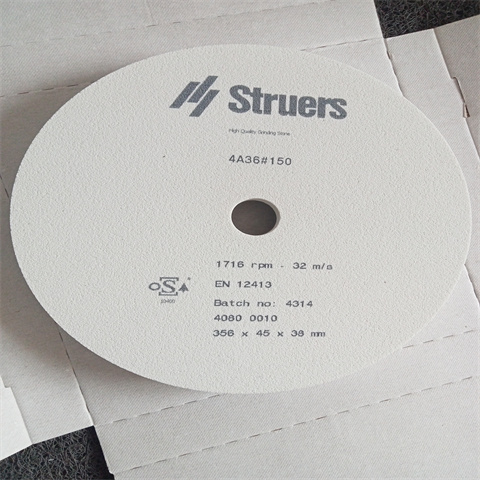 Struers
High Quality Grinding Stone
4A36#150
1716 rpm - 32 m/s
EN 12413
oSa
Batch no: 4314
4080 0010
356 x 45 x 38 mm